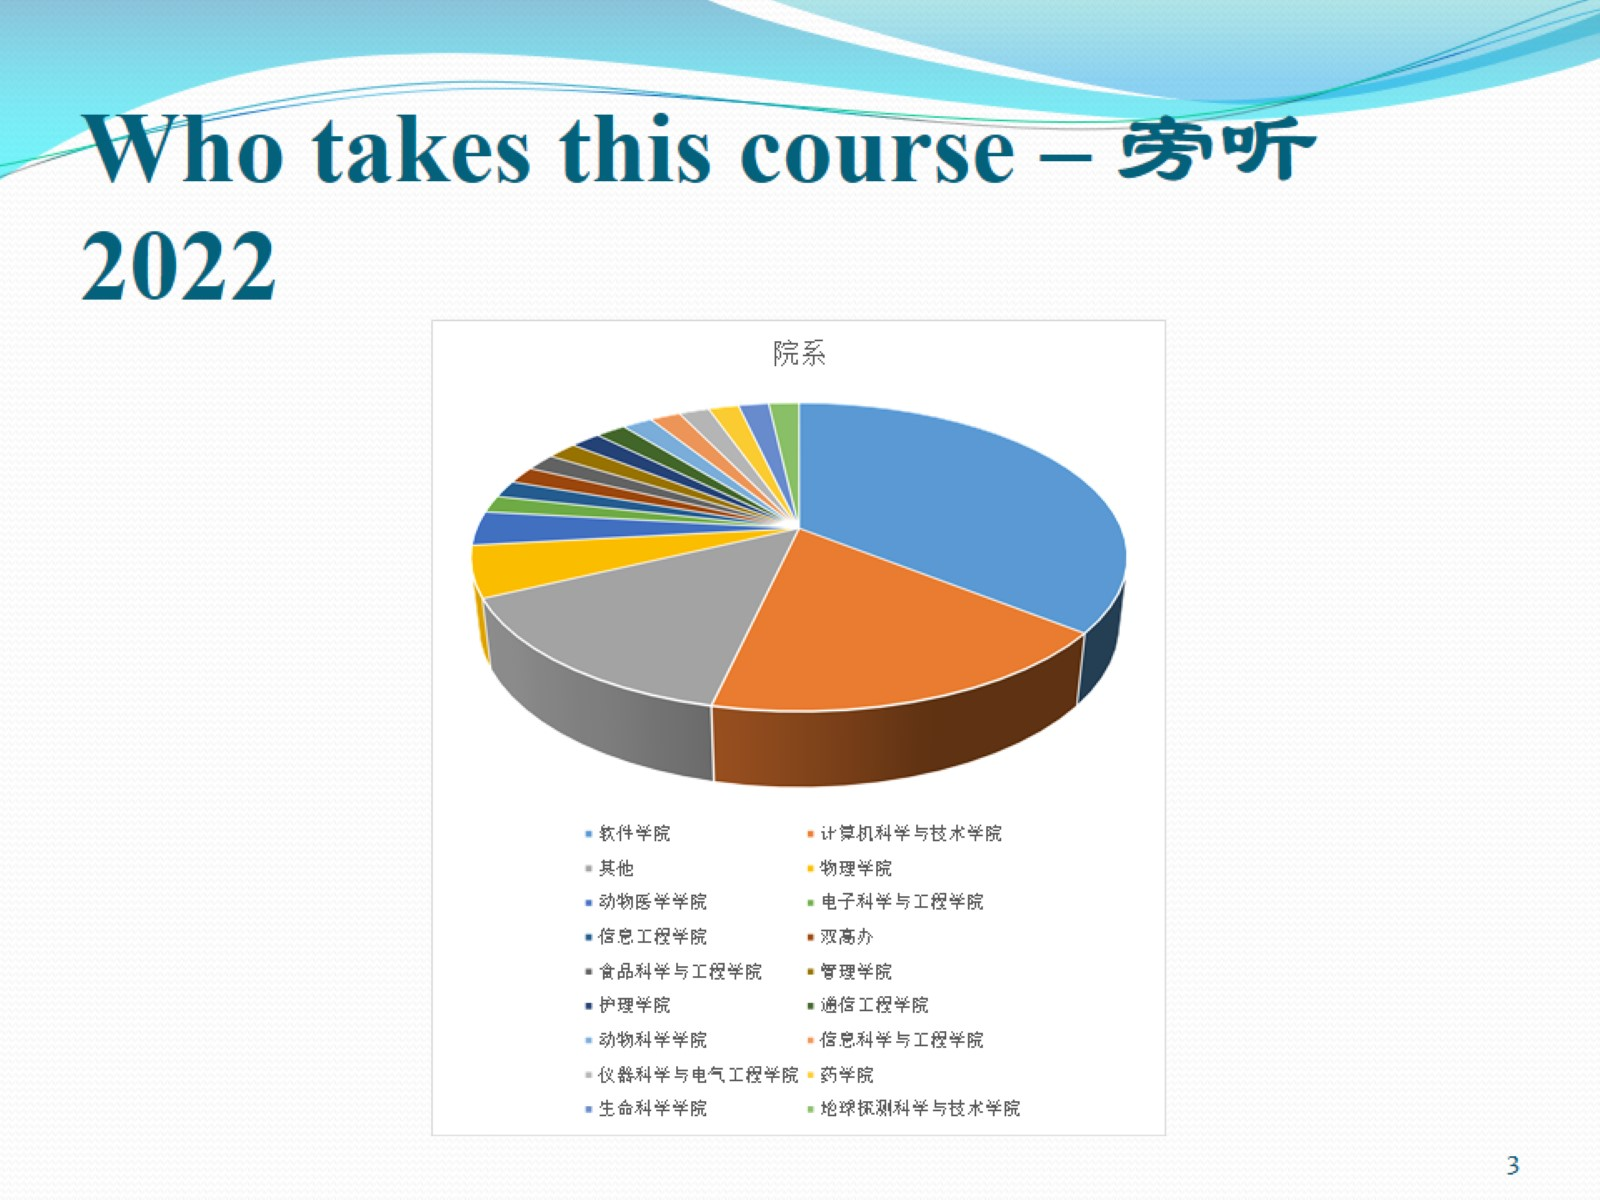 Who takes this course – 旁听
2022
院系
软件学院
计算机科学与技术学院
其他
物理学院
动物医学学院
电子科学与工程学院
信息工程学院
双高办
食品科学与工程学院
管理学院
护理学院
通信工程学院
动物科学学院
信息科学与工程学院
仪器科学与电气工程学院
药学院
生命科学学院
地球探测科学与技术学院
3